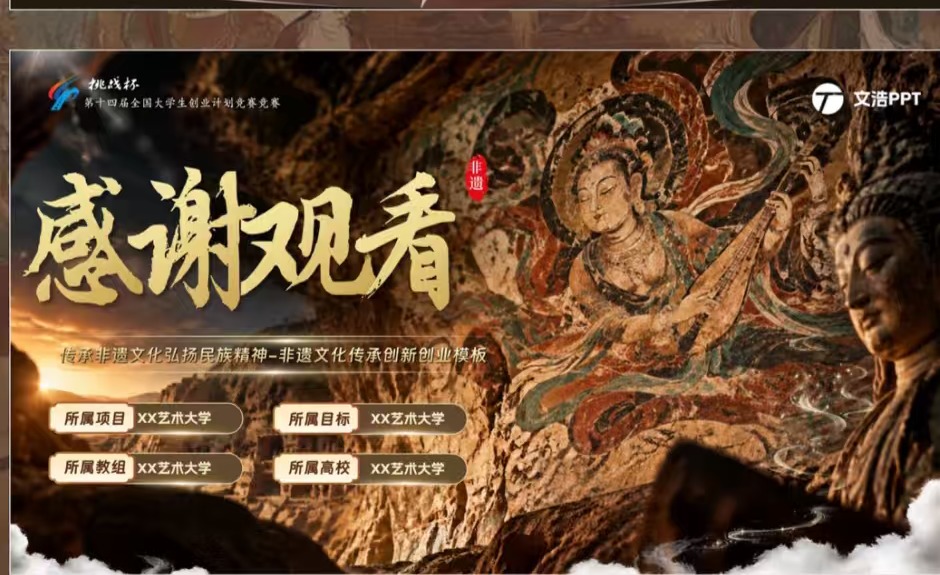 挑战杯
第十四届全国大学生创业计划竞赛竞赛
文浩PPT
非遗
感谢观看
传承非遗文化弘扬民族精神-非遗文化传承创新创业模板
所属项目 XX艺术大学
所属目标 XX艺术大学
所属教组 XX艺术大学
所属高校 XX艺术大学